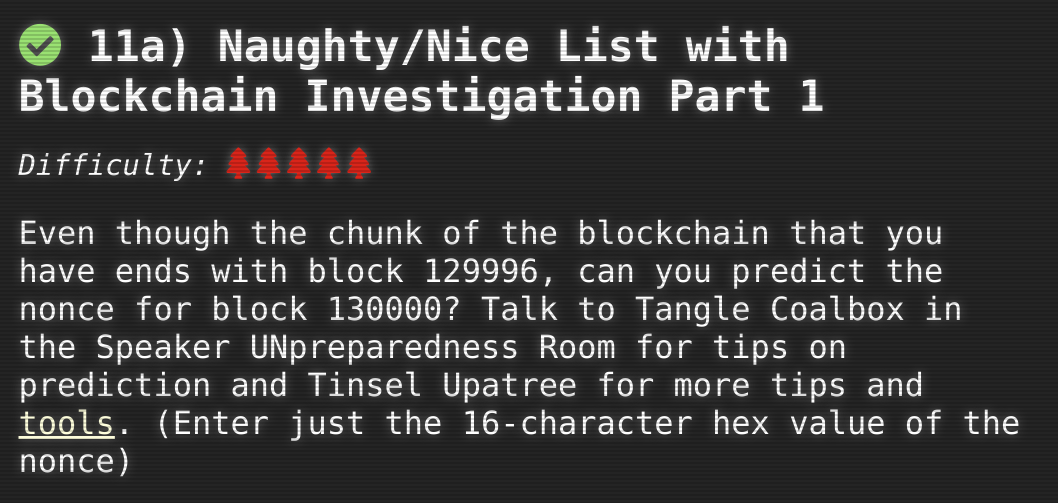 11a) Naughty/Nice List with
Blockchain Investigation Part 1
Difficulty:
Even though the chunk of the blockchain that you
have ends with block 129996, can you predict the
nonce for block 130000? Talk to Tangle Coalbox in
the Speaker UNpreparedness Room for tips on
prediction and Tinsel Upatree for more tips and
tools. (Enter just the 16-character hex value of the
nonce)